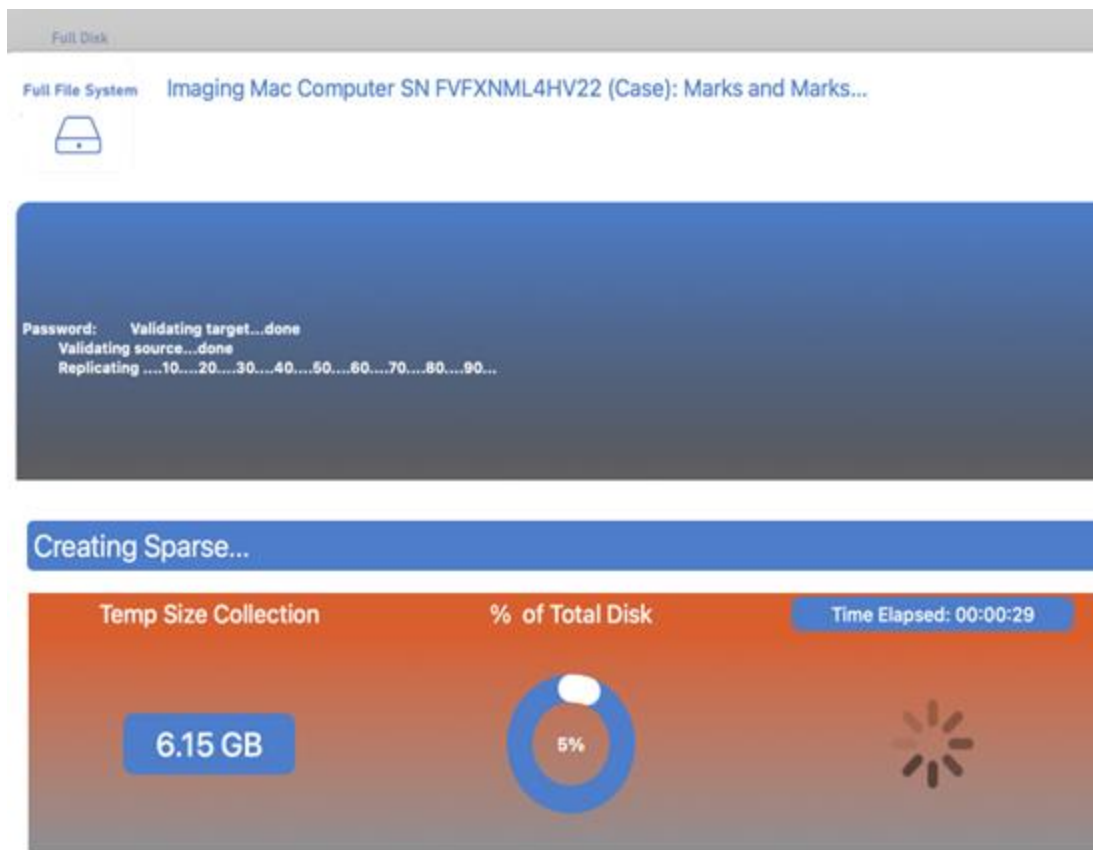 Full Disk
Full File System
Imaging Mac Computer SN FVFXNML4HV22 (Case): Marks and Marks...
Password: Validating target...done
Validating source...done
Replicating ....10....20....30....40....50....60....70....80....90...
Creating Sparse...
Temp Size Collection
% of Total Disk
Time Elapsed: 00:00:29
6.15 GB
5%